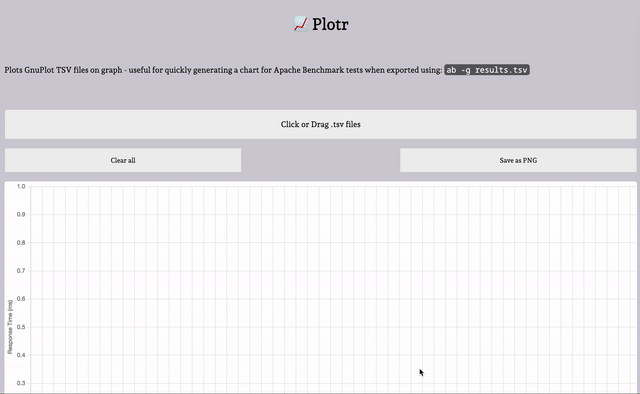 📈 Plotr
Plots GnuPlot TSV files on graph - useful for quickly generating a chart for Apache Benchmark tests when exported using: ab -g results.tsv
Click or Drag .tsv files
Clear all
Save as PNG
1.0
0.9
0.8
0.7
0.6
0.5
0.4
0.3
Response Time (ms)